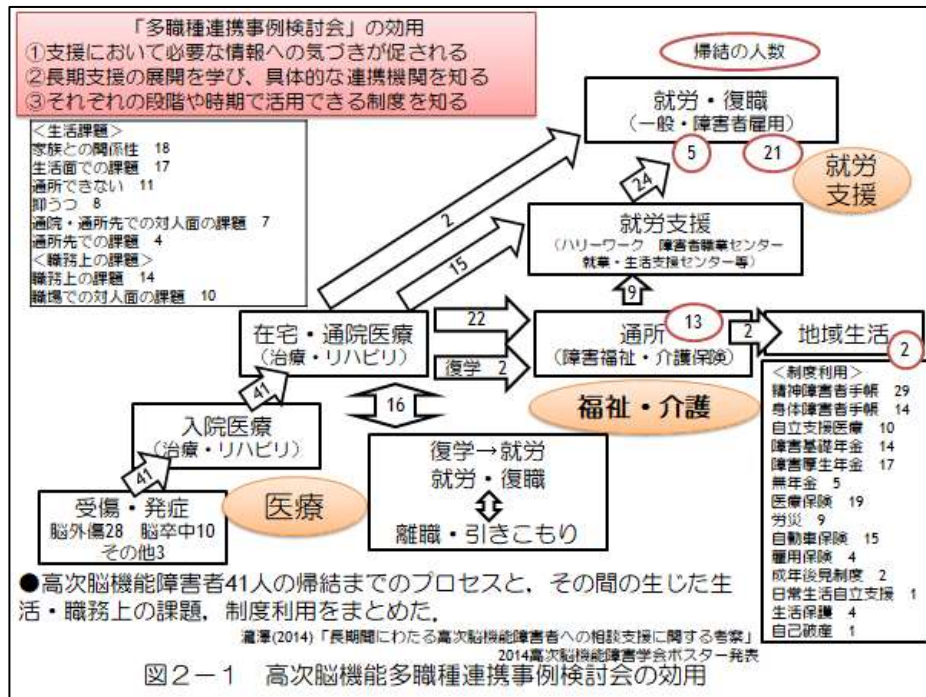 「多職種連携事例検討会」の効用
①支援において必要な情報への気づきが促される
②長期支援の展開を学び、具体的な連携機関を知る
③それぞれの段階や時期で活用できる制度を知る
帰結の人数
就労・復職
(一般・障害者雇用)
5
21
就労
支援
<生活課題>
家族との関係性 18
生活面での課題 17
通所できない 11
抑うつ 8
通院・通所先での対人面の課題 7
通所先での課題 4
<職務上の課題>
職務上の課題 14
職場での対人面の課題 10
2
24
15
就労支援
(ハリーワーク 障害者職業センター
就業・生活支援センター等)
9
在宅・通院医療
(治療・リハビリ)
22
復学 2
通所
(障害福祉・介護保険)
13
2
地域生活
2
福祉・介護
41
16
入院医療
(治療・リハビリ)
41
受傷・発症
脳外傷28 脳卒中10
その他3
医療
復学→就労
就労・復職
離職・引きこもり
<制度利用>
精神障害者手帳 29
身体障害者手帳 14
自立支援医療 10
障害基礎年金 14
障害厚生年金 17
無年金 5
医療保険 19
労災 9
自動車保険 15
雇用保険 4
成年後見制度 2
日常生活自立支援 1
生活保護 4
自己破産 1
●高次脳機能障害者41人の帰結までのプロセスと,その間の生じた生
活・職務上の課題,制度利用をまとめた.
瀧澤(2014)「長期間にわたる高次脳機能障害者への相談支援に関する考察」
2014高次脳機能障害学会ポスター発表
図2-1 高次脳機能多職種連携事例検討会の効用